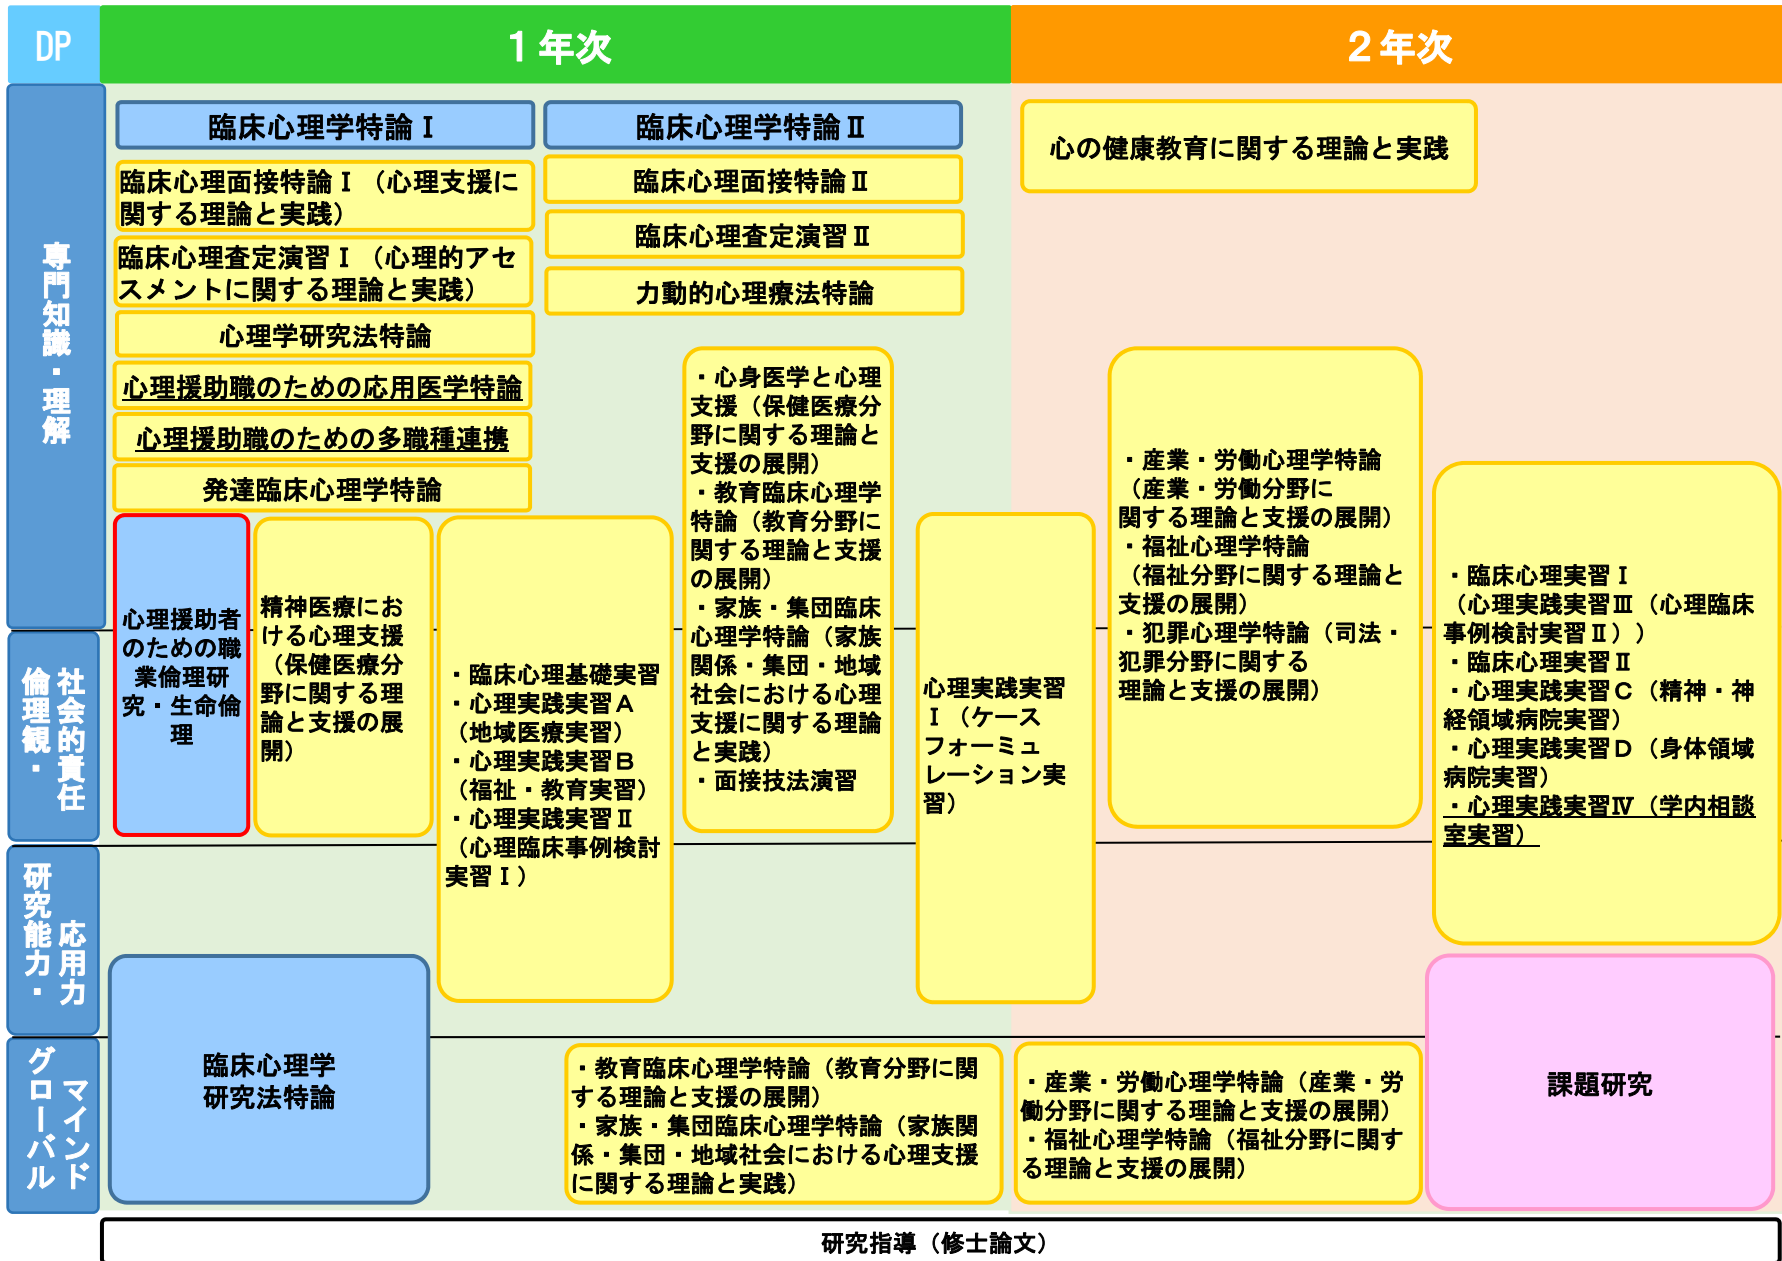 DP
1年次
2年次
専門知識・理解
社会的責任
倫理観・
応用力
研究能力・
マインド
グローバル
臨床心理学特論Ⅰ
臨床心理面接特論Ⅰ（心理支援に
関する理論と実践）
臨床心理査定演習Ⅰ（心理的アセ
スメントに関する理論と実践）
心理学研究法特論
心理援助職のための応用医学特論
心理援助職のための多職種連携
発達臨床心理学特論
臨床心理学特論Ⅱ
臨床心理面接特論Ⅱ
臨床心理査定演習Ⅱ
力動的心理療法特論
心の健康教育に関する理論と実践
心理援助者
のための職
業倫理研
究・生命倫
理
精神医療にお
ける心理支援
（保健医療分
野に関する理
論と支援の展
開）
・臨床心理基礎実習
・心理実践実習Ａ
（地域医療実習）
・心理実践実習Ｂ
（福祉・教育実習）
・心理実践実習Ⅱ
（心理臨床事例検討
実習Ⅰ）
・心身医学と心理
支援（保健医療分
野に関する理論と
支援の展開）
・教育臨床心理学
特論（教育分野に
関する理論と支援
の展開）
・家族・集団臨床
心理学特論（家族
関係・集団・地域
社会における心理
支援に関する理論
と実践）
・面接技法演習
心理実践実習
Ⅰ（ケース
フォーミュ
レーション実
習）
・産業・労働心理学特論
（産業・労働分野に
関する理論と支援の展開）
・福祉心理学特論
（福祉分野に関する理論と
支援の展開）
・犯罪心理学特論（司法・
犯罪分野に関する
理論と支援の展開）
・臨床心理実習Ⅰ
（心理実践実習Ⅲ（心理臨床
事例検討実習Ⅱ））
・臨床心理実習Ⅱ
・心理実践実習Ｃ（精神・神
経領域病院実習）
・心理実践実習Ｄ（身体領域
病院実習）
・心理実践実習Ⅳ（学内相談
室実習）
臨床心理学
研究法特論
・教育臨床心理学特論（教育分野に関
する理論と支援の展開）
・家族・集団臨床心理学特論（家族関
係・集団・地域社会における心理支援
に関する理論と実践）
・産業・労働心理学特論（産業・労
働分野に関する理論と支援の展開）
・福祉心理学特論（福祉分野に関す
る理論と支援の展開）
課題研究
研究指導（修士論文）